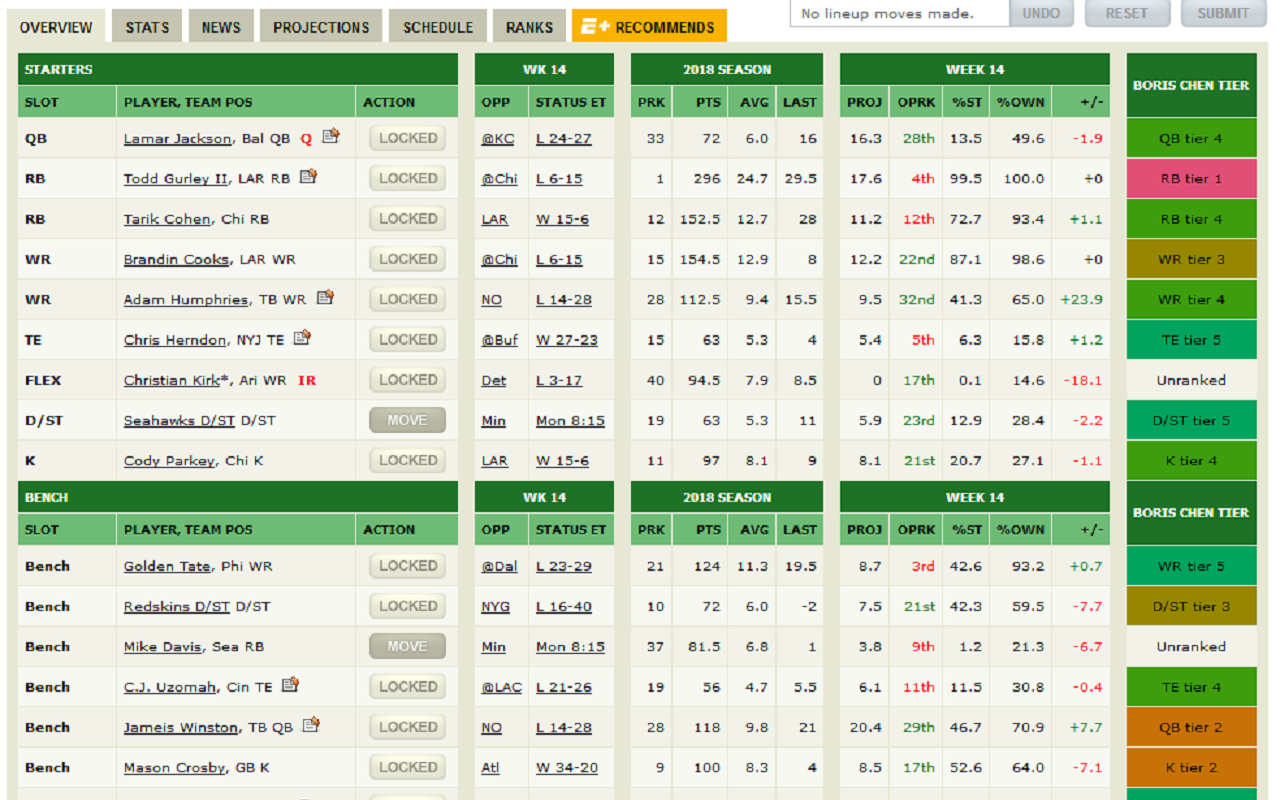 No lineup moves made. UNDO RESET SUBMIT
OVERVIEW STATS NEWS PROJECTIONS SCHEDULE RANKS E+ RECOMMENDS
STARTERS WK 14 2018 SEASON WEEK 14 BORIS CHEN TIER
SLOT PLAYER, TEAM POS ACTION OPP STATUS ET PRK PTS AVG LAST PROJ OPRK %ST %OWN +/-
QB Lamar Jackson, Bal QB Q LOCKED @KC L 24-27 33 72 6.0 16 16.3 28th 13.5 49.6 -1.9 QB tier 4
RB Todd Gurley II, LAR RB LOCKED @Chi L 6-15 1 296 24.7 29.5 17.6 4th 99.5 100.0 +0 RB tier 1
RB Tarik Cohen, Chi RB LOCKED LAR W 15-6 12 152.5 12.7 28 11.2 12th 72.7 93.4 +1.1 RB tier 4
WR Brandin Cooks, LAR WR LOCKED @Chi L 6-15 15 154.5 12.9 8 12.2 22nd 87.1 98.6 +0 WR tier 3
WR Adam Humphries, TB WR LOCKED NO L 14-28 28 112.5 9.4 15.5 9.5 32nd 41.3 65.0 +23.9 WR tier 4
TE Chris Herndon, NYJ TE LOCKED @Buf W 27-23 15 63 5.3 4 5.4 5th 6.3 15.8 +1.2 TE tier 5
FLEX Christian Kirk*, Ari WR IR LOCKED Det L 3-17 40 94.5 7.9 8.5 0 17th 0.1 14.6 -18.1 Unranked
D/ST Seahawks D/ST D/ST MOVE Min Mon 8:15 19 63 5.3 11 5.9 23rd 12.9 28.4 -2.2 D/ST tier 5
K Cody Parkey, Chi K LOCKED LAR W 15-6 11 97 8.1 9 8.1 21st 20.7 27.1 -1.1 K tier 4
BENCH WK 14 2018 SEASON WEEK 14 BORIS CHEN TIER
SLOT PLAYER, TEAM POS ACTION OPP STATUS ET PRK PTS AVG LAST PROJ OPRK %ST %OWN +/-
Bench Golden Tate, Phi WR LOCKED @Dal L 23-29 21 124 11.3 19.5 8.7 3rd 42.6 93.2 +0.7 WR tier 5
Bench Redskins D/ST D/ST LOCKED NYG L 16-40 10 72 6.0 -2 7.5 21st 42.3 59.5 -7.7 D/ST tier 3
Bench Mike Davis, Sea RB MOVE Min Mon 8:15 37 81.5 6.8 1 3.8 9th 1.2 21.3 -6.7 Unranked
Bench C.J. Uzomah, Cin TE LOCKED @LAC L 21-26 19 56 4.7 5.5 6.1 11th 11.5 30.8 -0.4 TE tier 4
Bench Jameis Winston, TB QB LOCKED NO L 14-28 28 118 9.8 21 20.4 29th 46.7 70.9 +7.7 QB tier 2
Bench Mason Crosby, GB K LOCKED Atl W 34-20 9 100 8.3 4 8.5 17th 52.6 64.0 -7.1 K tier 2